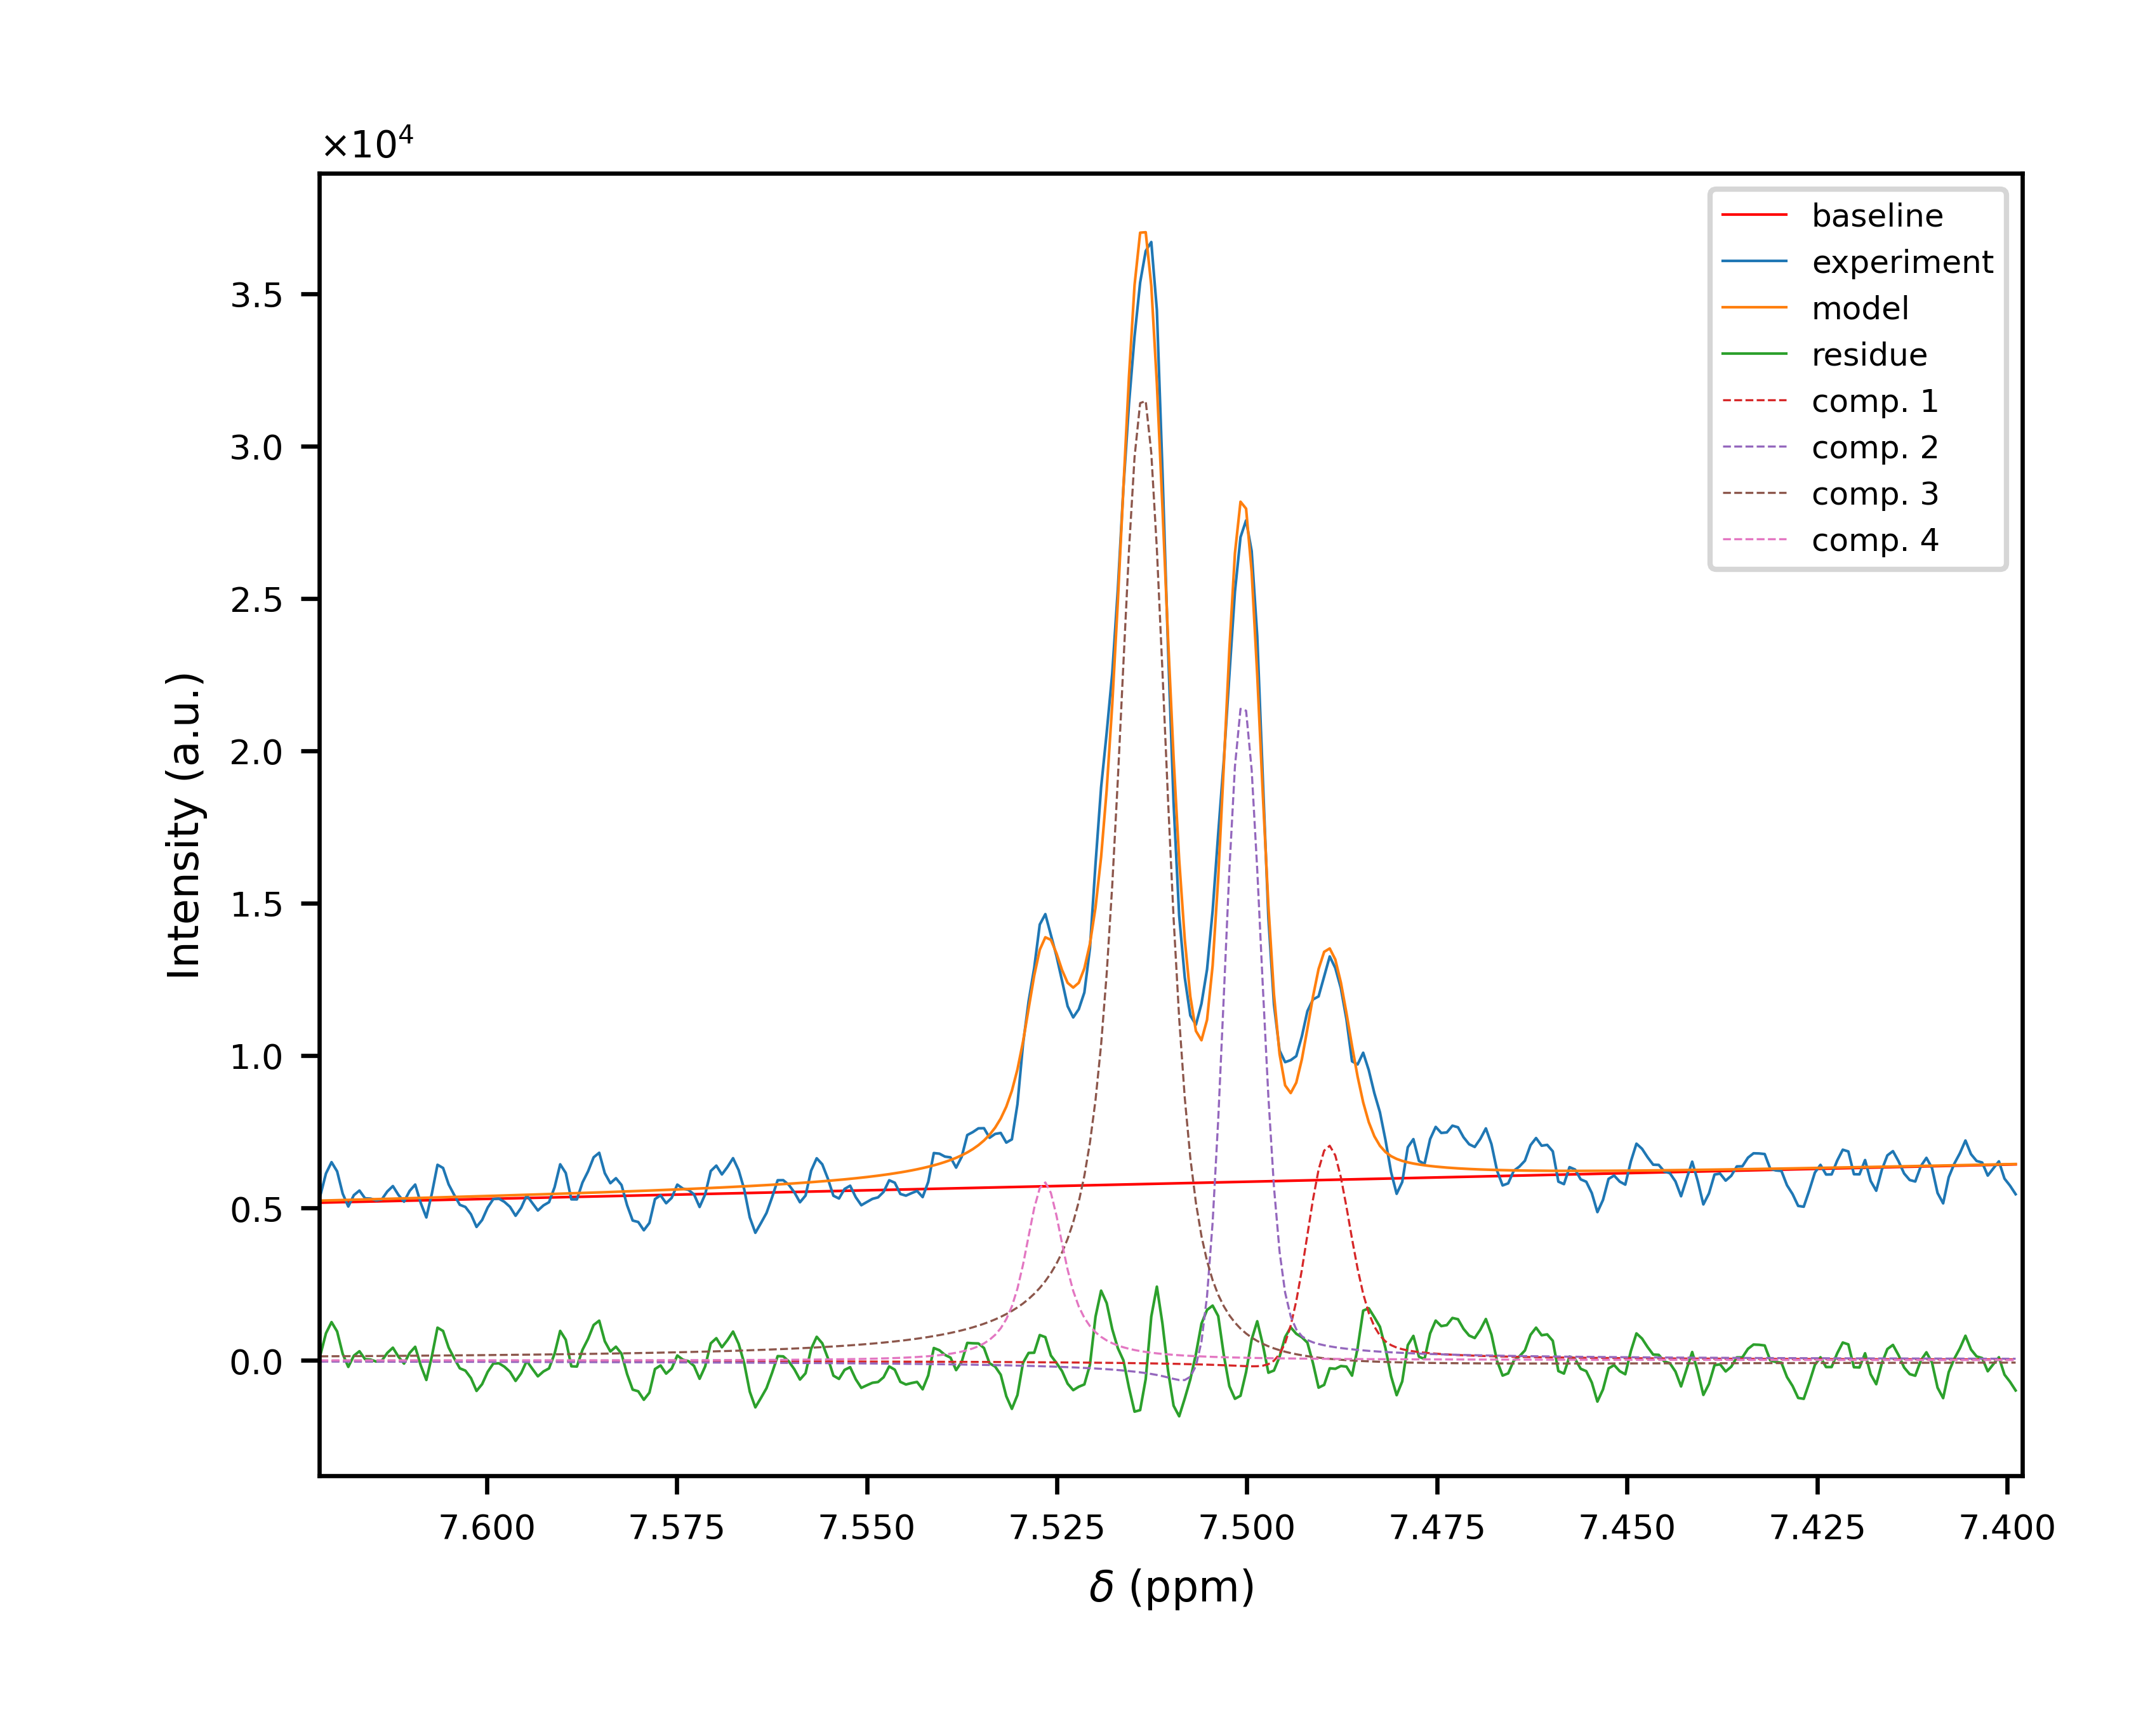 ×10⁴
3.5
3.0
2.5
2.0
1.5
1.0
0.5
0.0
Intensity (a.u.)
baseline
experiment
model
residue
comp. 1
comp. 2
comp. 3
comp. 4
7.600 7.575 7.550 7.525 7.500 7.475 7.450 7.425 7.400
δ (ppm)